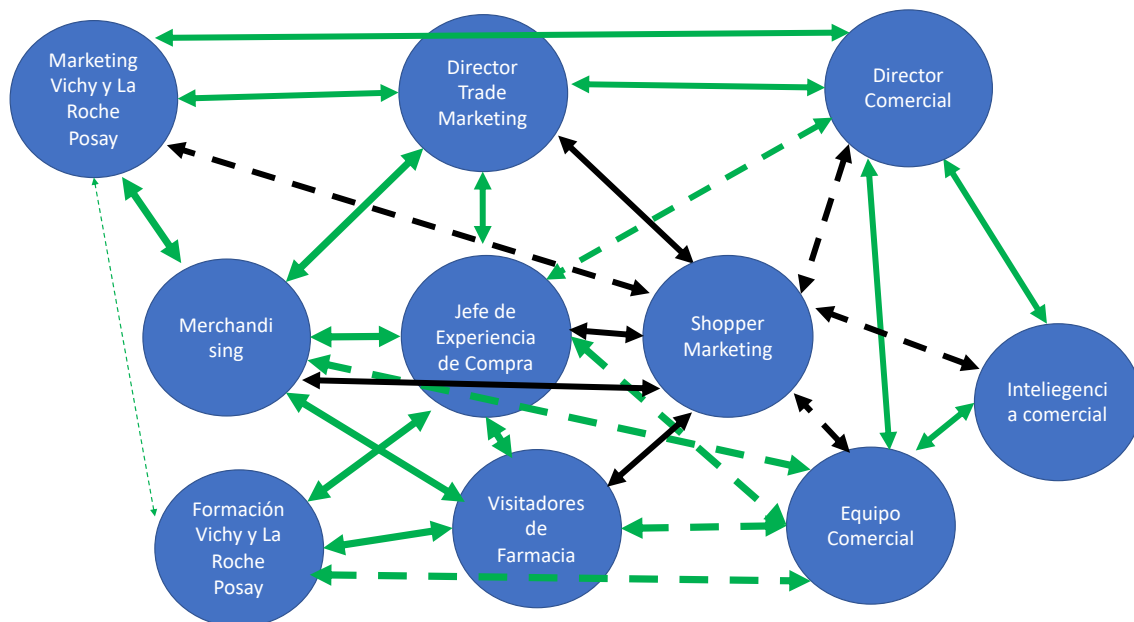 Marketing
Vichy y La
Roche
Posay
Director
Trade
Marketing
Director
Comercial
Merchandi
sing
Jefe de
Experiencia
de Compra
Shopper
Marketing
Inteliegenci
a comercial
Formación
Vichy y La
Roche
Posay
Visitadores
de
Farmacia
Equipo
Comercial